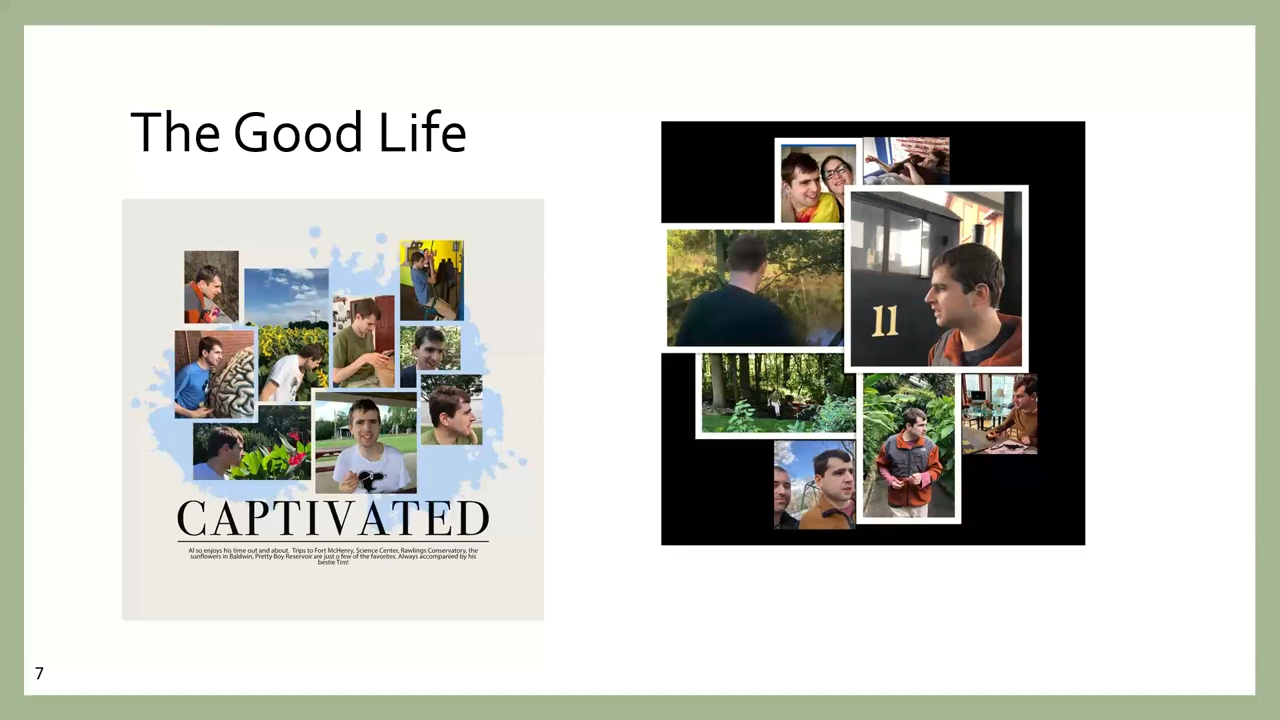 The Good Life
CAPTIVATED
Al so enjoys his time out and about. Trips to Fort McHenry, Science Center, Rawlings Conservatory, the
sunflowers in Baldwin, Pretty Boy Reservoir are just a few of the favorites. Always accompanied by his
bestie Tim!
11
7